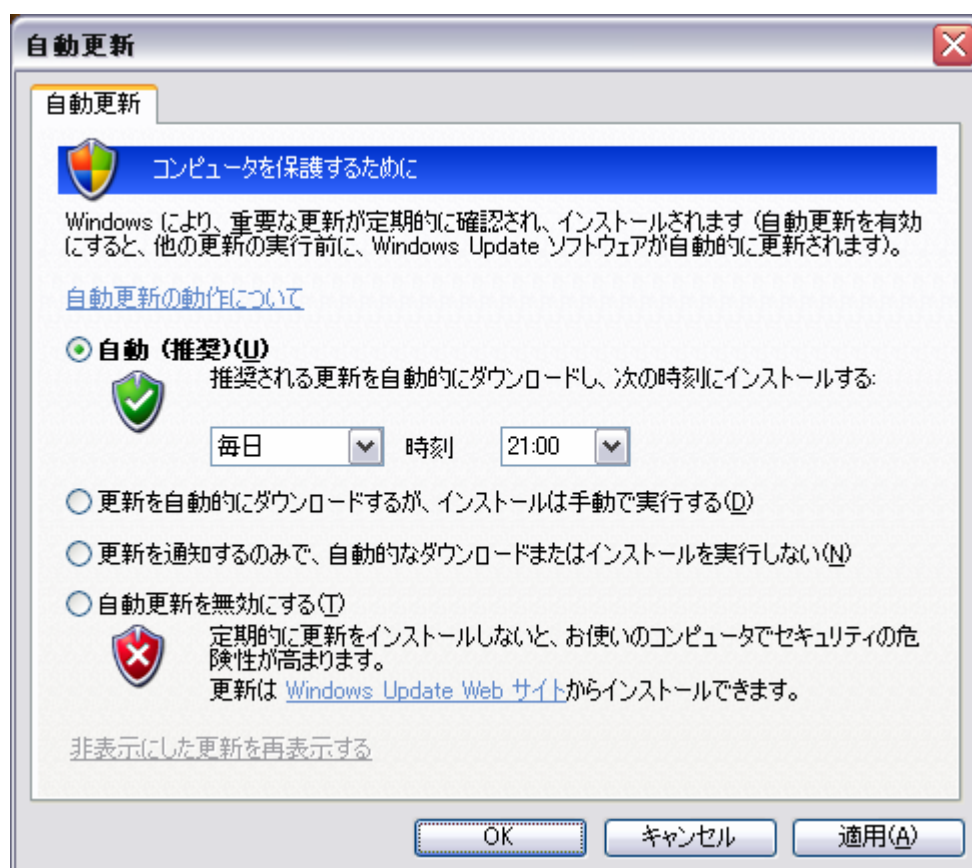 自動更新
自動更新
コンピュータを保護するために
Windows により、重要な更新が定期的に確認され、インストールされます (自動更新を有効
にすると、他の更新の実行前に、Windows Update ソフトウェアが自動的に更新されます)。
自動更新の動作について
自動 (推奨)(U)
推奨される更新を自動的にダウンロードし、次の時刻にインストールする:
毎日 時刻 21:00
更新を自動的にダウンロードするが、インストールは手動で実行する(D)
更新を通知するのみで、自動的なダウンロードまたはインストールを実行しない(N)
自動更新を無効にする(T)
定期的に更新をインストールしないと、お使いのコンピュータでセキュリティの危
険性が高まります。
更新は Windows Update Web サイトからインストールできます。
非表示にした更新を再表示する
OK キャンセル 適用(A)